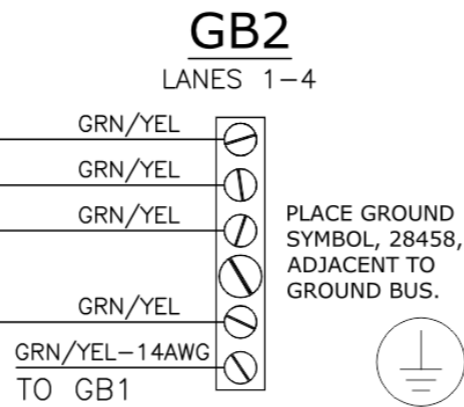 GB2
LANES 1-4
GRN/YEL
GRN/YEL
GRN/YEL
PLACE GROUND
SYMBOL, 28458,
ADJACENT TO
GROUND BUS.
GRN/YEL
GRN/YEL-14AWG
TO GB1